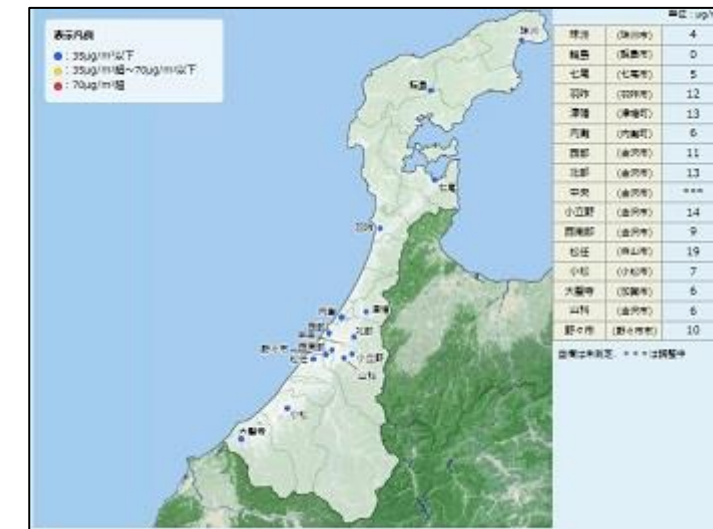 表示凡例
●：35μg/m³以下
●：35μg/m³超～70μg/m³以下
●：70μg/m³超
珠洲
輪島
七尾
羽咋
内灘
津幡
西部
北部
野々市
西南部
小立野
松任
山科
小松
大聖寺
単位：μg/
珠洲 (珠洲市) 4
輪島 (輪島市) 0
七尾 (七尾市) 5
羽咋 (羽咋市) 12
津幡 (津幡町) 13
内灘 (内灘町) 6
西部 (金沢市) 11
北部 (金沢市) 13
中央 (金沢市) ***
小立野 (金沢市) 14
西南部 (金沢市) 9
松任 (白山市) 19
小松 (小松市) 7
大聖寺 (加賀市) 6
山科 (金沢市) 6
野々市 (野々市市) 10
空欄は未測定、***は調整中